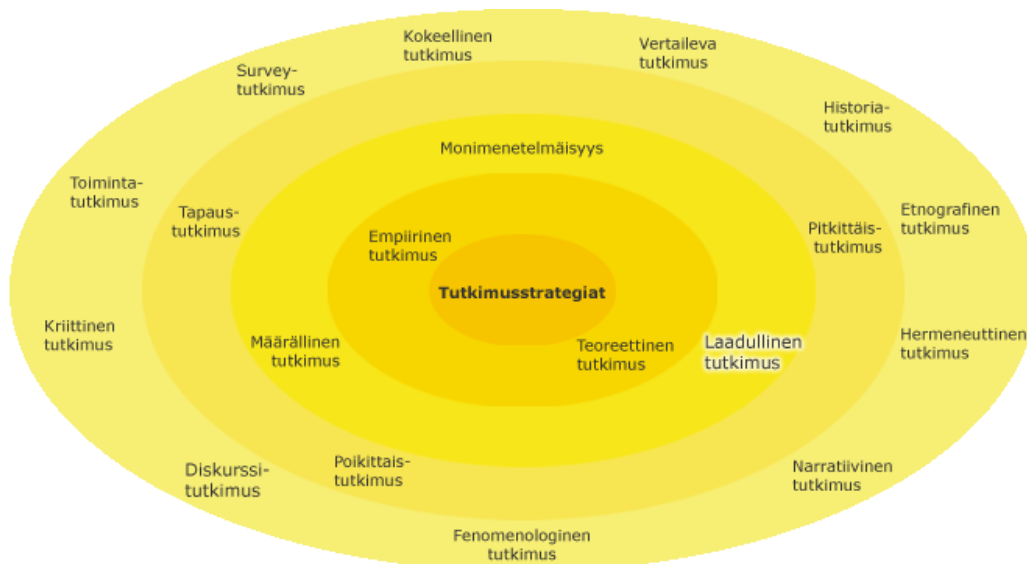 Kokeellinen
tutkimus
Vertaileva
tutkimus
Survey-
tutkimus
Historia-
tutkimus
Monimenetelmäisyys
Toiminta-
tutkimus
Tapaus-
tutkimus
Etnografinen
tutkimus
Pitkittäis-
tutkimus
Empiirinen
tutkimus
Tutkimusstrategiat
Kriittinen
tutkimus
Määrällinen
tutkimus
Teoreettinen
tutkimus
Laadullinen
tutkimus
Hermeneuttinen
tutkimus
Diskurssi-
tutkimus
Poikittais-
tutkimus
Narratiivinen
tutkimus
Fenomenologinen
tutkimus